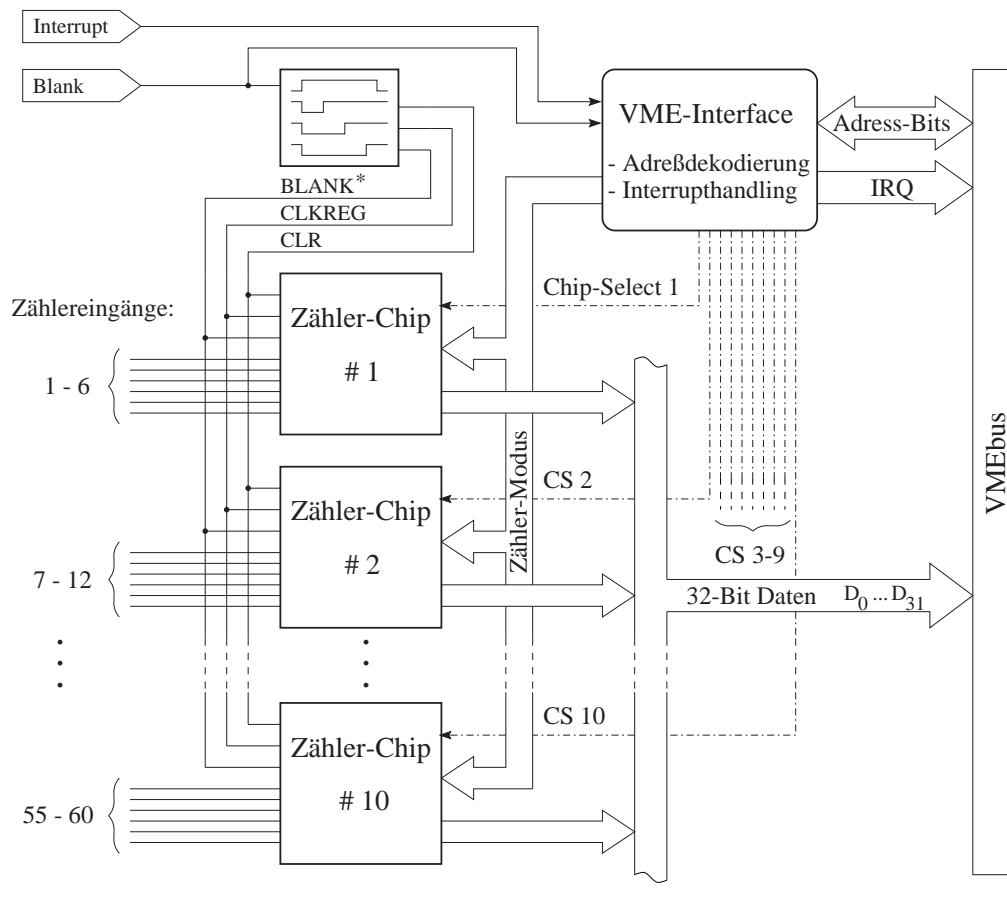 Interrupt
Blank
VME-Interface
- Adreßdekodierung
- Interrupthandling
Adress-Bits
IRQ
BLANK*
CLKREG
CLR
Zählereingänge:
Chip-Select 1
Zähler-Chip
# 1
1 - 6
Zähler-Modus
VMEbus
CS 2
Zähler-Chip
# 2
7 - 12
CS 3-9
32-Bit Daten D0 ... D31
CS 10
Zähler-Chip
# 10
55 - 60